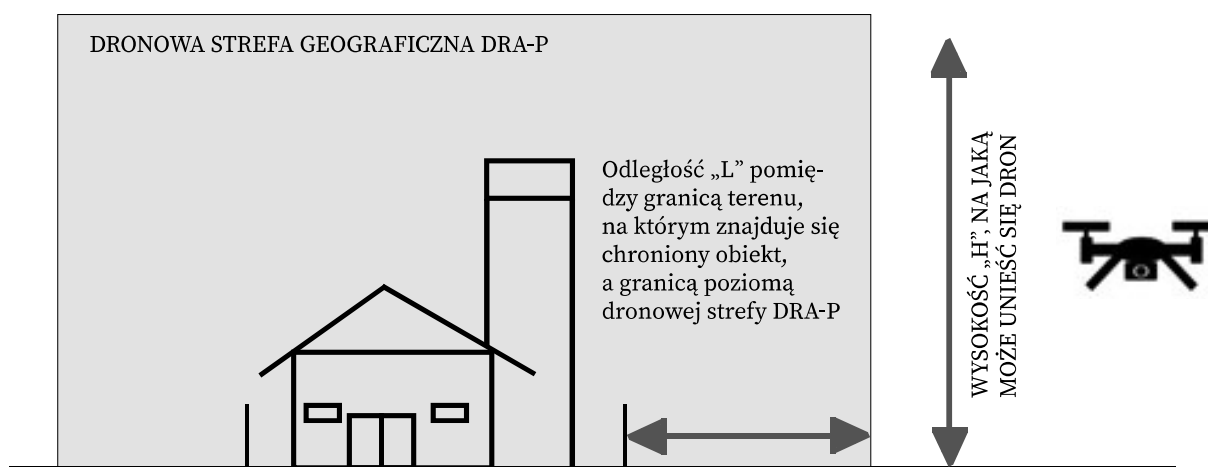 DRONOWA STREFA GEOGRAFICZNA DRA-P
Odległość „L” pomię-
dzy granicą terenu,
na którym znajduje się
chroniony obiekt,
a granicą poziomą
dronowej strefy DRA-P
WYSOKOŚĆ „H”, NA JAKĄ
MOŻE UNIEŚĆ SIĘ DRON